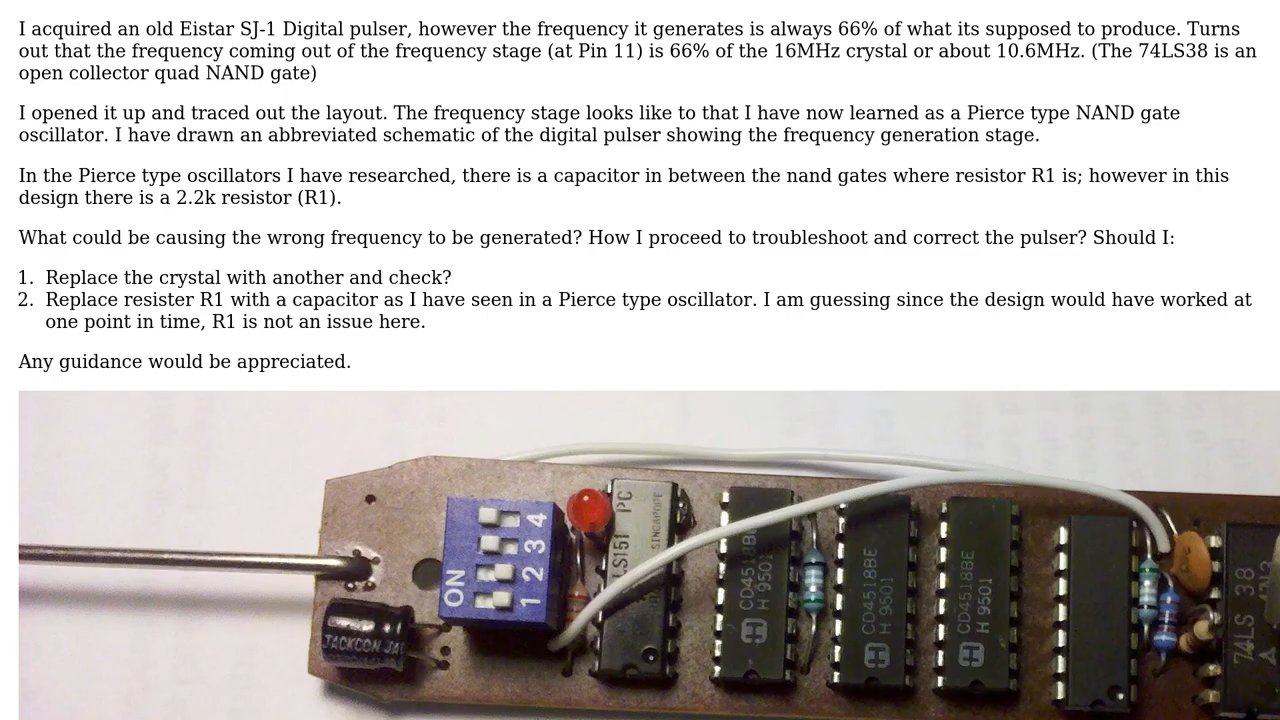 I acquired an old Eistar SJ-1 Digital pulser, however the frequency it generates is always 66% of what its supposed to produce. Turns
out that the frequency coming out of the frequency stage (at Pin 11) is 66% of the 16MHz crystal or about 10.6MHz. (The 74LS38 is an
open collector quad NAND gate)
I opened it up and traced out the layout. The frequency stage looks like to that I have now learned as a Pierce type NAND gate
oscillator. I have drawn an abbreviated schematic of the digital pulser showing the frequency generation stage.
In the Pierce type oscillators I have researched, there is a capacitor in between the nand gates where resistor R1 is; however in this
design there is a 2.2k resistor (R1).
What could be causing the wrong frequency to be generated? How I proceed to troubleshoot and correct the pulser? Should I:
1. Replace the crystal with another and check?
2. Replace resister R1 with a capacitor as I have seen in a Pierce type oscillator. I am guessing since the design would have worked at
one point in time, R1 is not an issue here.
Any guidance would be appreciated.
ON
1 2 3 4
JACKCON JA
LS151 PC
SINGAPORE
CD4518B
H 9501
CD4518BE
H 9501
CD4518BE
H 9501
74LS 38